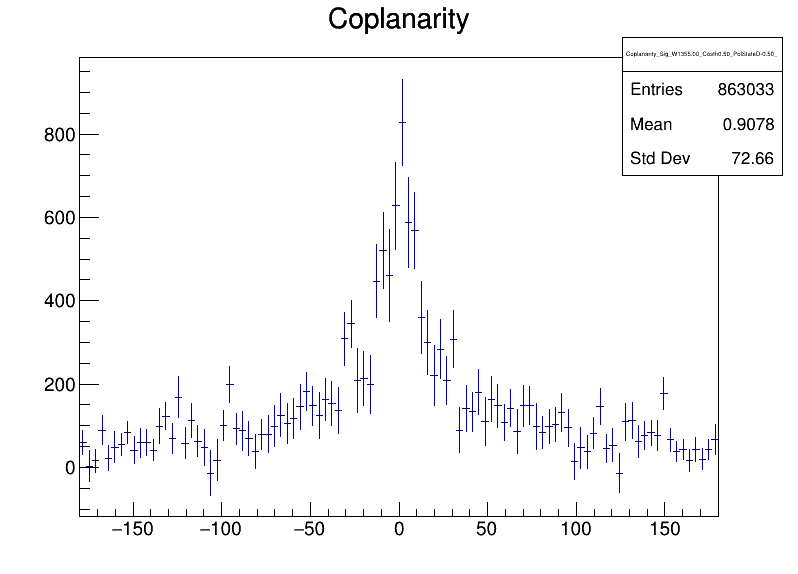 Coplanarity
Coplanarity_Sig_W1355.00_Costh0.50_PolStateD-0.50_
Entries 863033
Mean 0.9078
Std Dev 72.66
800
600
400
200
0
−150 −100 −50 0 50 100 150